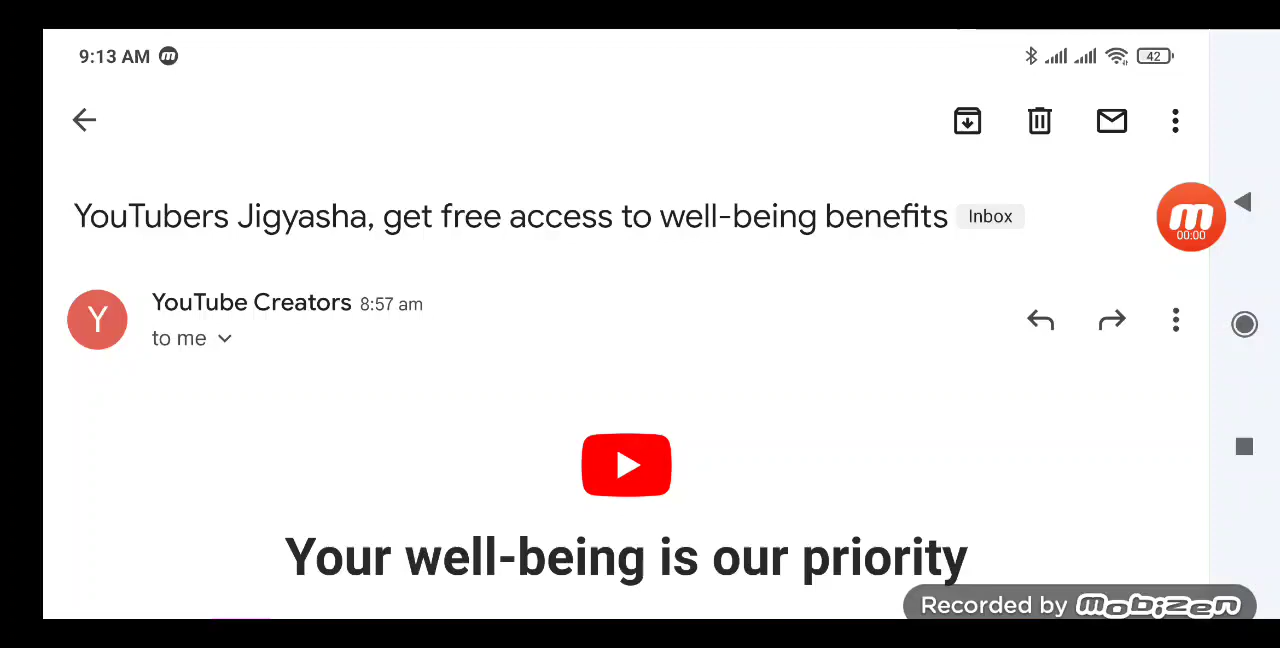 9:13 AM m 42
YouTubers Jigyasha, get free access to well-being benefits Inbox
m
00:00
Y
YouTube Creators 8:57 am
to me
Your well-being is our priority
Recorded by mobizen